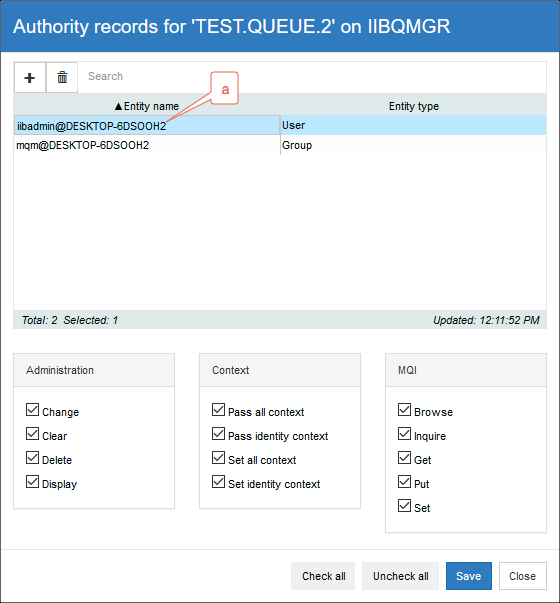 Authority records for 'TEST.QUEUE.2' on IIBQMGR
Search
a
▲Entity name Entity type
iibadmin@DESKTOP-6DSOOH2 User
mqm@DESKTOP-6DSOOH2 Group
Total: 2 Selected: 1 Updated: 12:11:52 PM
Administration
Change
Clear
Delete
Display
Context
Pass all context
Pass identity context
Set all context
Set identity context
MQI
Browse
Inquire
Get
Put
Set
Check all Uncheck all Save Close